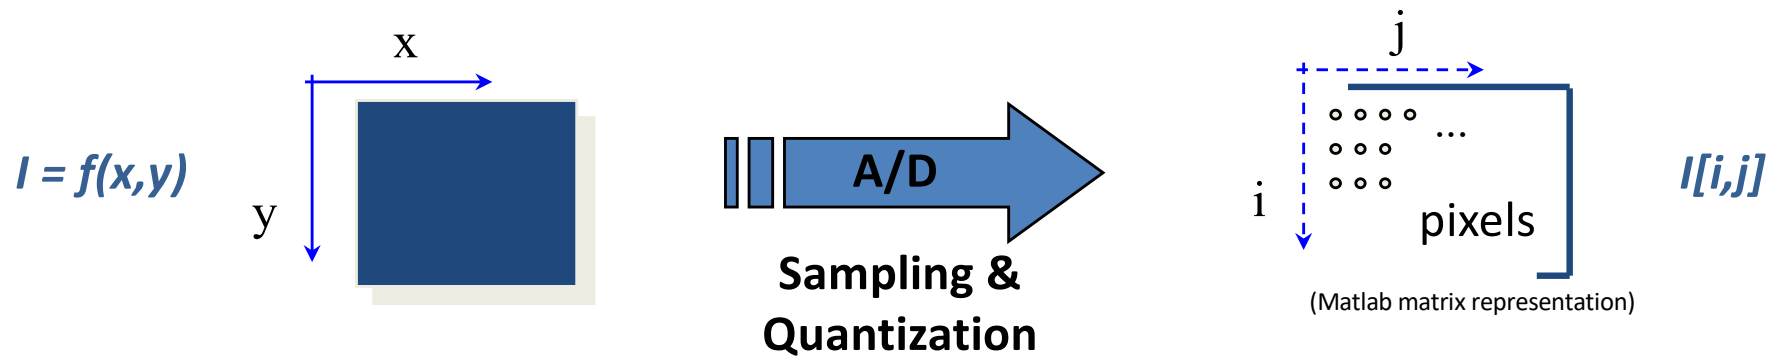 I = f(x,y)
x
y
A/D
Sampling &
Quantization
j
i
...
pixels
(Matlab matrix representation)
I[i,j]